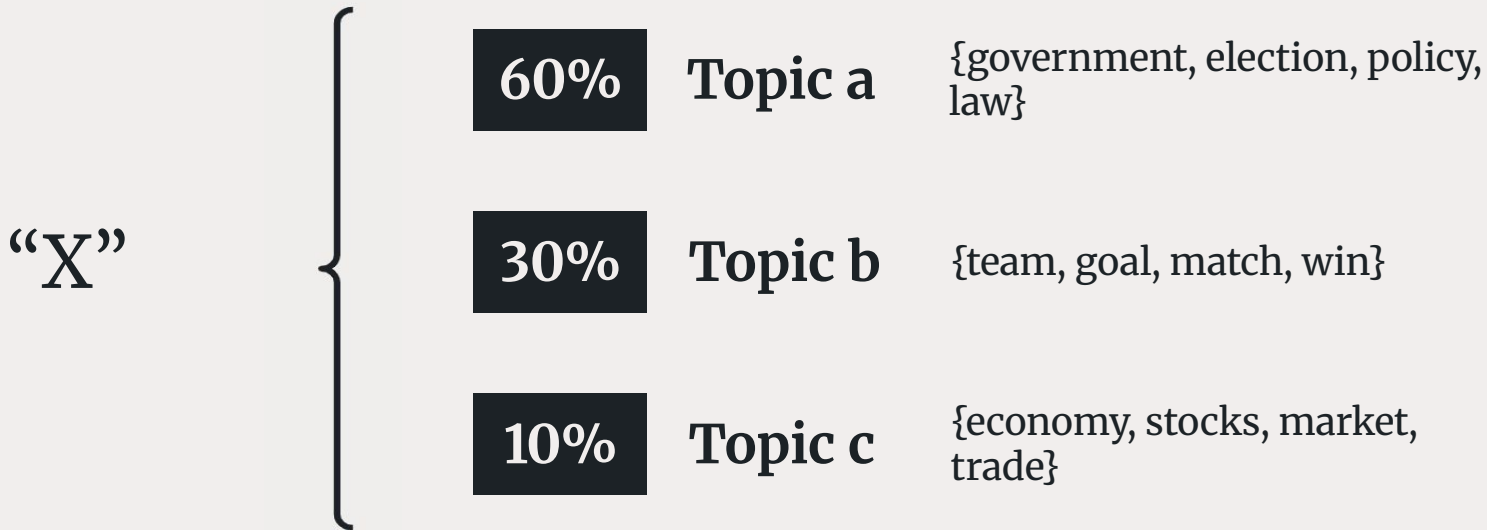 “X”
60%
Topic a
{government, election, policy,
law}
30%
Topic b
{team, goal, match, win}
10%
Topic c
{economy, stocks, market,
trade}